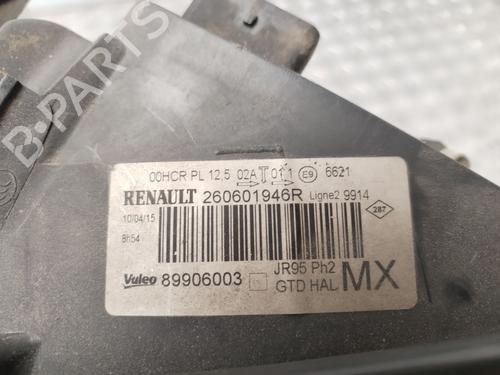 00HCR PL 12,5 02A T 01 1 E9 6621
RENAULT 260601946R Ligne2 9914
10/04/15
287
8h54
Valeo 89906003 JR95 Ph2
GTD HAL MX
B-PARTS